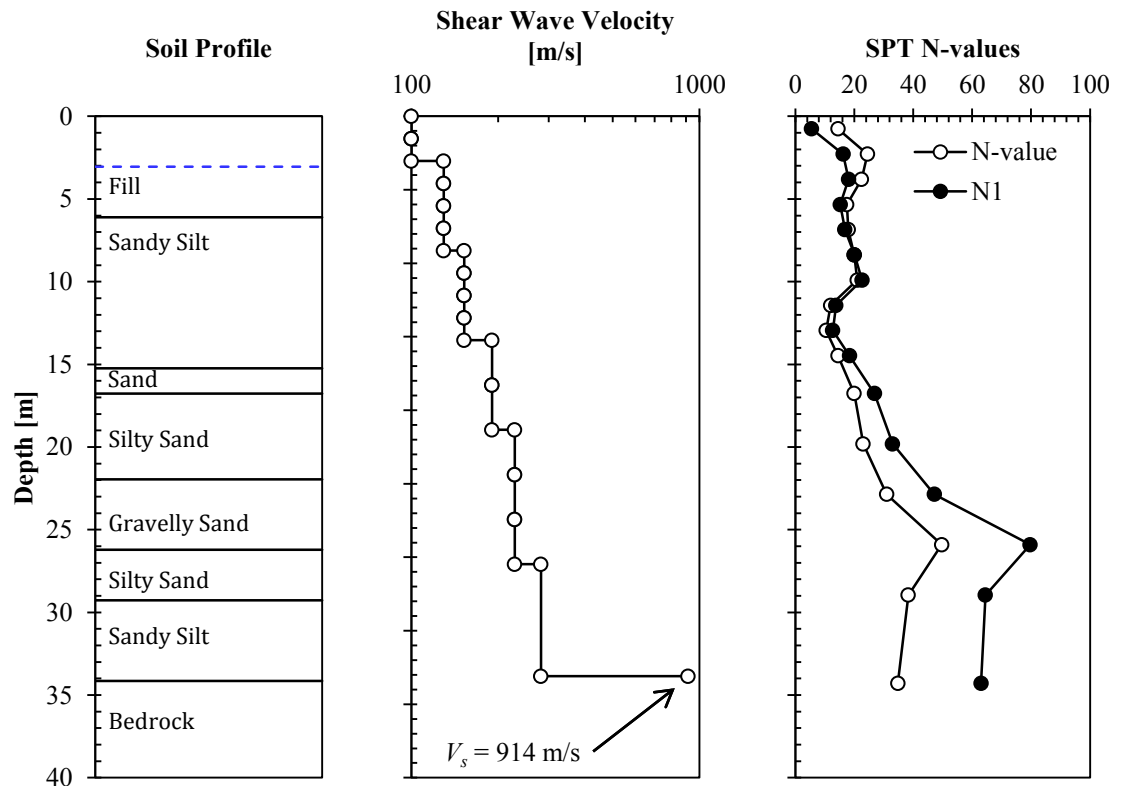 Soil Profile
Shear Wave Velocity
[m/s]
SPT N-values
100 1000
0 20 40 60 80 100
Depth [m]
0
5
10
15
20
25
30
35
40
Fill
Sandy Silt
Sand
Silty Sand
Gravelly Sand
Silty Sand
Sandy Silt
Bedrock
Vs = 914 m/s
N-value
N1